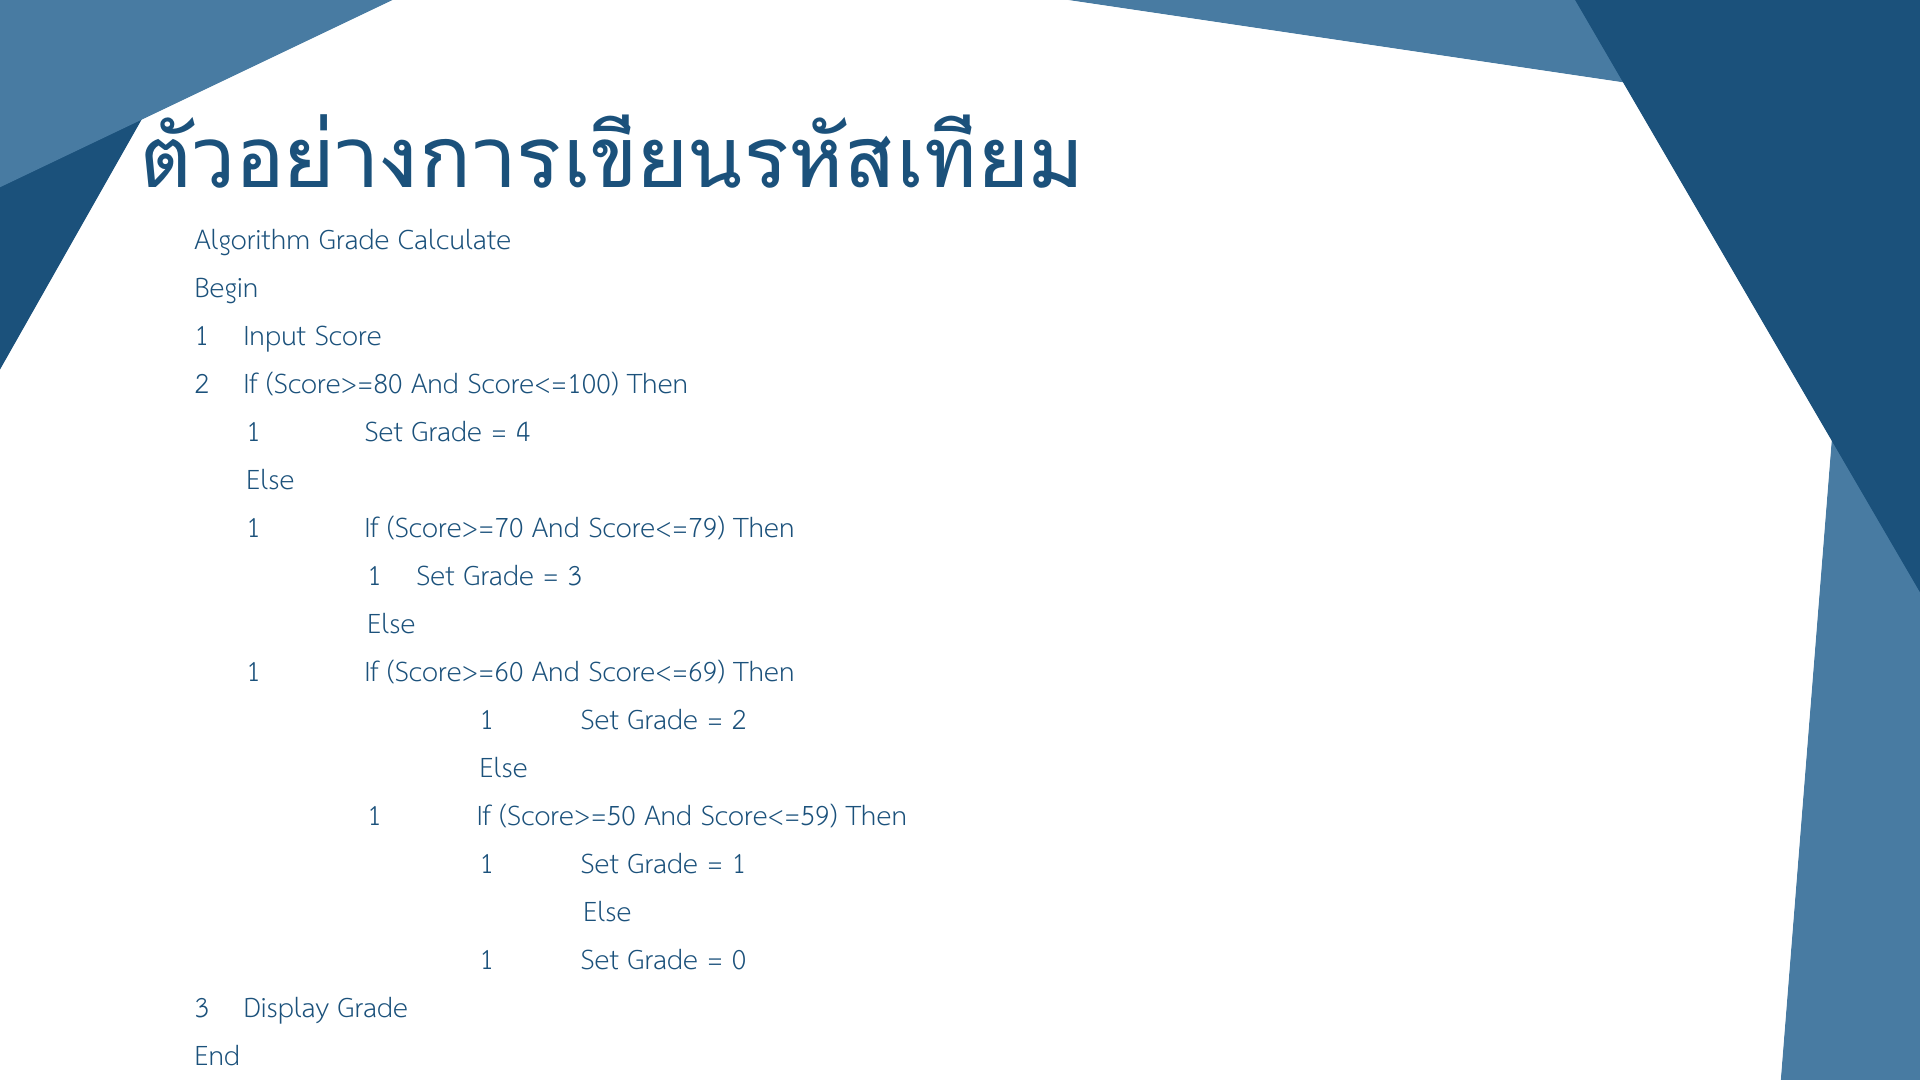 ตัวอย่างการเขียนรหัสเทียม
Algorithm Grade Calculate
Begin
1 Input Score
2 If (Score>=80 And Score<=100) Then
1 Set Grade = 4
Else
1 If (Score>=70 And Score<=79) Then
1 Set Grade = 3
Else
1 If (Score>=60 And Score<=69) Then
1 Set Grade = 2
Else
1 If (Score>=50 And Score<=59) Then
1 Set Grade = 1
Else
1 Set Grade = 0
3 Display Grade
End